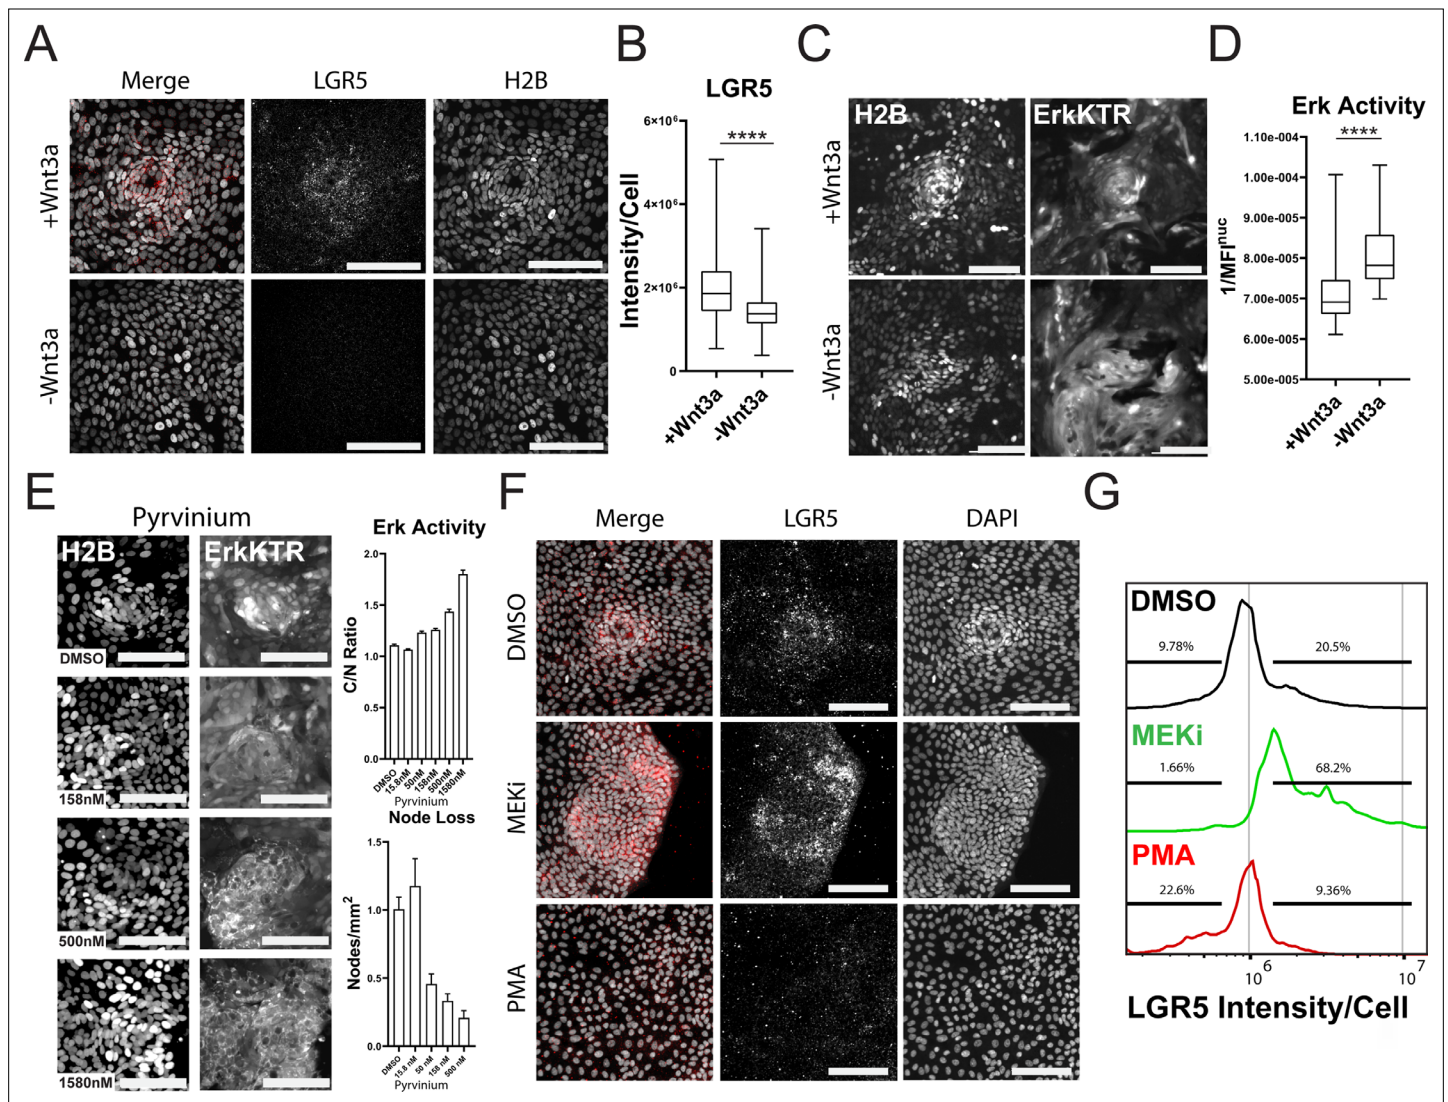 A
Merge
LGR5
H2B
+Wnt3a
-Wnt3a
B
LGR5
6×10⁶
4×10⁶
2×10⁶
0
****
Intensity/Cell
+Wnt3a
-Wnt3a
C
H2B
ErkKTR
+Wnt3a
-Wnt3a
D
Erk Activity
1.10e-004
1.00e-004
9.00e-005
8.00e-005
7.00e-005
6.00e-005
5.00e-005
****
1/MFIⁿᵘᶜ
+Wnt3a
-Wnt3a
E
Pyrvinium
H2B
ErkKTR
DMSO
158nM
500nM
1580nM
Erk Activity
2.0
1.5
1.0
0.5
0.0
C/N Ratio
DMSO
15.8nM
50nM
158nM
500nM
1580nM
Pyrvinium
Node Loss
1.5
1.0
0.5
0.0
Nodes/mm²
DMSO
15.8 nM
50 nM
158 nM
500 nM
Pyrvinium
F
Merge
LGR5
DAPI
DMSO
MEKi
PMA
G
DMSO
9.78%
20.5%
MEKi
1.66%
68.2%
PMA
22.6%
9.36%
10⁶
10⁷
LGR5 Intensity/Cell